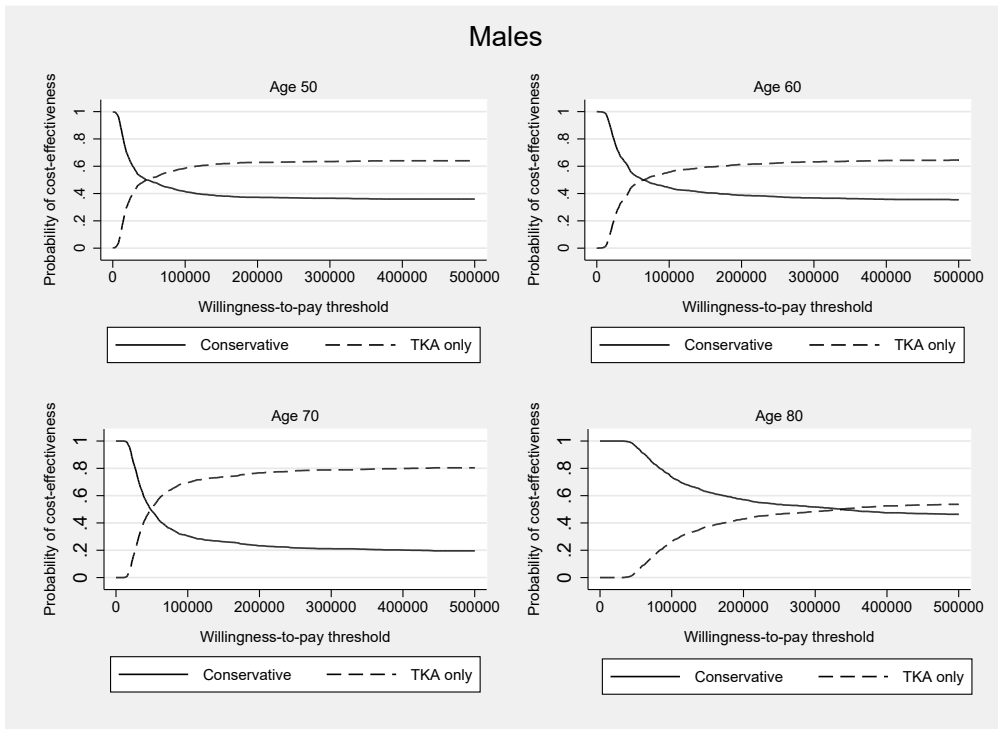 Males
Age 50
Probability of cost-effectiveness
1
.8
.6
.4
.2
0
0 100000 200000 300000 400000 500000
Willingness-to-pay threshold
Conservative TKA only
Age 60
Probability of cost-effectiveness
1
.8
.6
.4
.2
0
0 100000 200000 300000 400000 500000
Willingness-to-pay threshold
Conservative TKA only
Age 70
Probability of cost-effectiveness
1
.8
.6
.4
.2
0
0 100000 200000 300000 400000 500000
Willingness-to-pay threshold
Conservative TKA only
Age 80
Probability of cost-effectiveness
1
.8
.6
.4
.2
0
0 100000 200000 300000 400000 500000
Willingness-to-pay threshold
Conservative TKA only